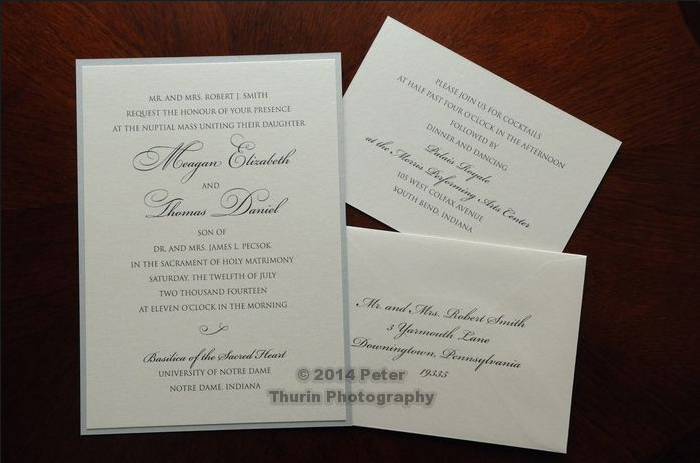 MR. AND MRS. ROBERT J. SMITH
REQUEST THE HONOUR OF YOUR PRESENCE
AT THE NUPTIAL MASS UNITING THEIR DAUGHTER
Meagan Elizabeth
AND
Thomas Daniel
SON OF
DR. AND MRS. JAMES L. PECSOK
IN THE SACRAMENT OF HOLY MATRIMONY
SATURDAY, THE TWELFTH OF JULY
TWO THOUSAND FOURTEEN
AT ELEVEN O'CLOCK IN THE MORNING
Basilica of the Sacred Heart
UNIVERSITY OF NOTRE DAME
NOTRE DAME, INDIANA
PLEASE JOIN US FOR COCKTAILS
AT HALF PAST FOUR O'CLOCK IN THE AFTERNOON
FOLLOWED BY
DINNER AND DANCING
Palais Royale
at the Morris Performing Arts Center
105 WEST COLFAX AVENUE
SOUTH BEND, INDIANA
Mr. and Mrs. Robert Smith
3 Yarmouth Lane
Downingtown, Pennsylvania
19335
© 2014 Peter
Thurin Photography